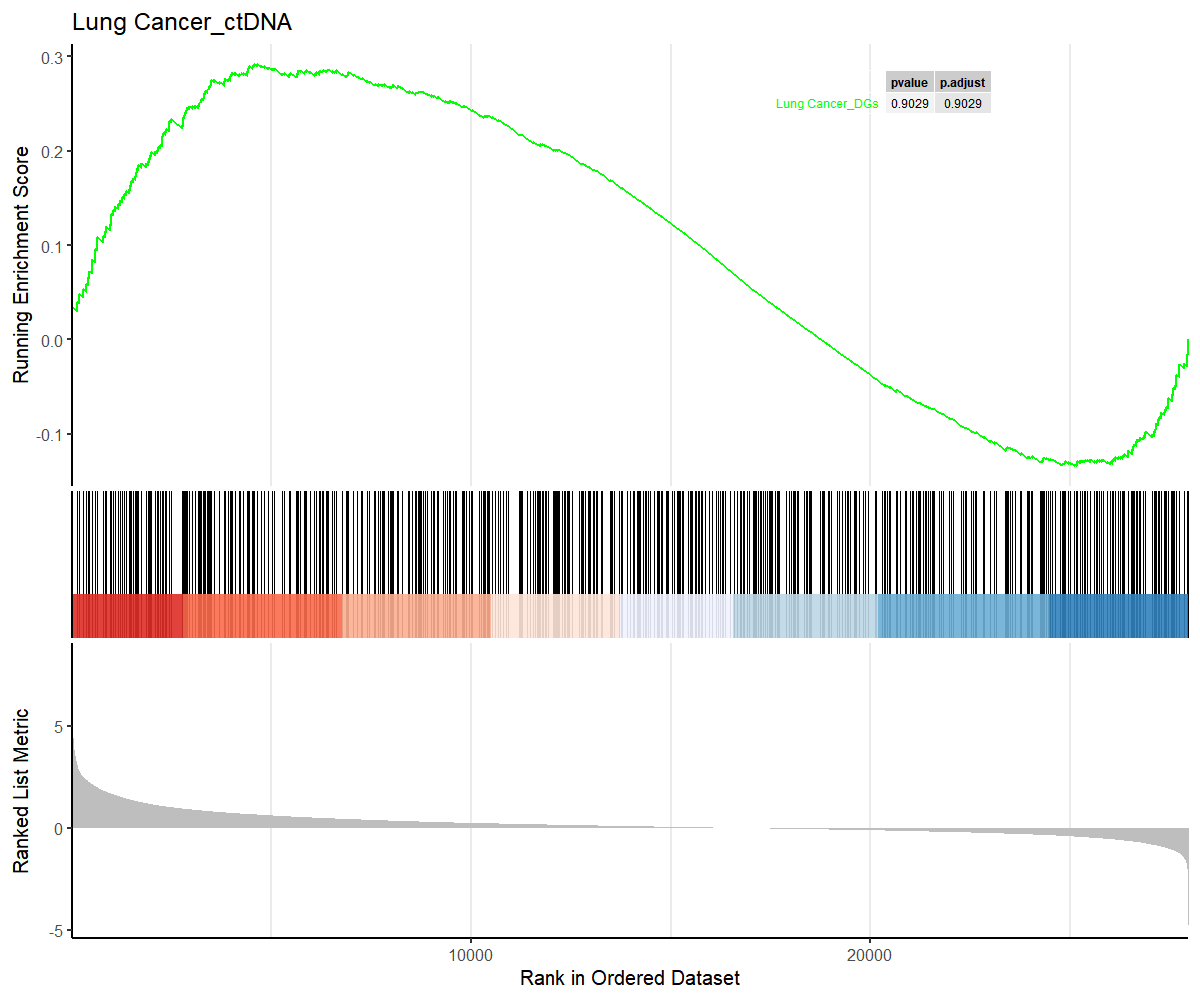 Lung Cancer_ctDNA
Running Enrichment Score
0.3
0.2
0.1
0.0
-0.1
pvalue p.adjust
Lung Cancer_DGs 0.9029 0.9029
Ranked List Metric
5
0
-5
10000 20000
Rank in Ordered Dataset